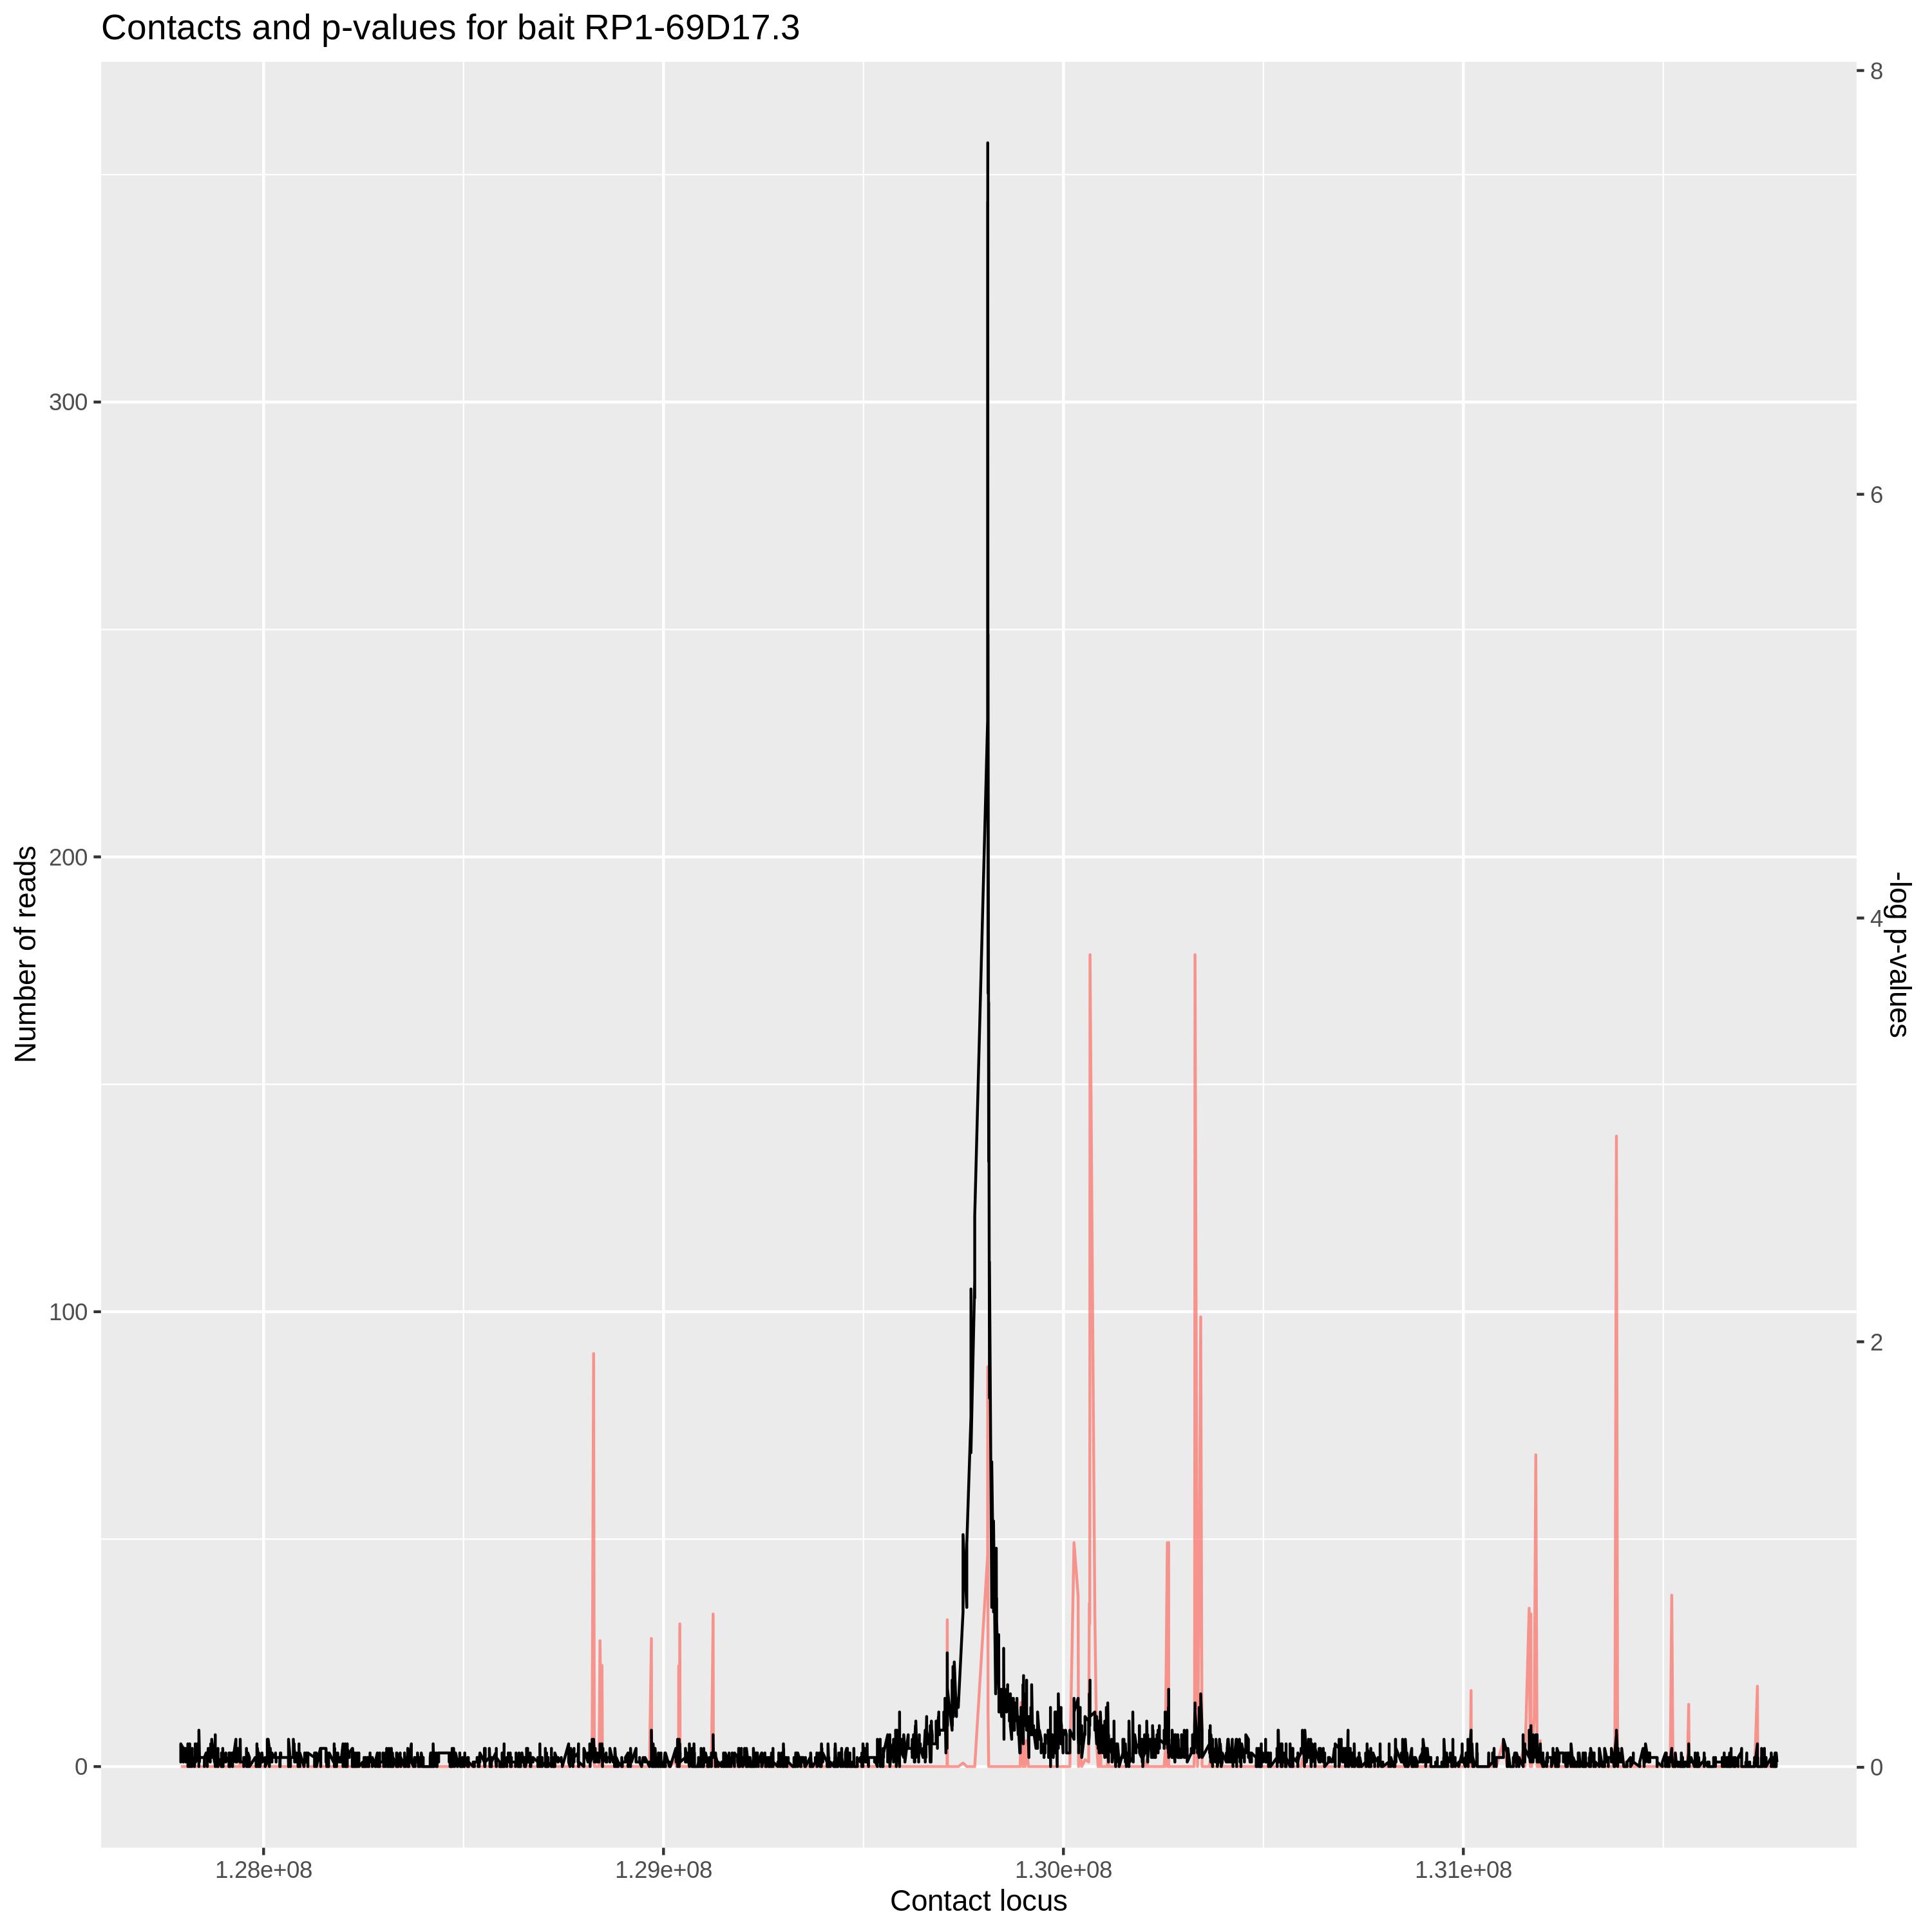 Contacts and p-values for bait RP1-69D17.3
Number of reads
300
200
100
0
8
6
4
2
0
-log p-values
1.28e+08
1.29e+08
1.30e+08
1.31e+08
Contact locus